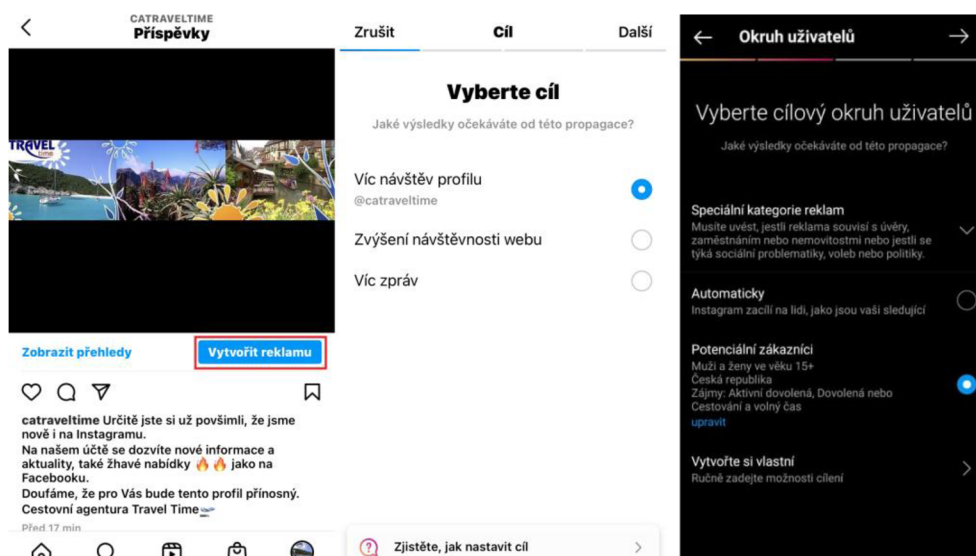 CATRAVELTIME
Příspěvky
TRAVEL
time
Zobrazit přehledy
Vytvořit reklamu
catraveltime Určitě jste si už povšimli, že jsme
nově i na Instagramu.
Na našem účtě se dozvíte nové informace a
aktuality, také žhavé nabídky 🔥🔥 jako na
Facebooku.
Doufáme, že pro Vás bude tento profil přínosný.
Cestovní agentura Travel Time🛫
Před 17 min
Zrušit
Cíl
Další
Vyberte cíl
Jaké výsledky očekáváte od této propagace?
Víc návštěv profilu
@catraveltime
Zvýšení návštěvnosti webu
Víc zpráv
Zjistěte, jak nastavit cíl
Okruh uživatelů
Vyberte cílový okruh uživatelů
Jaké výsledky očekáváte od této propagace?
Speciální kategorie reklam
Musíte uvést, jestli reklama souvisí s úvěry,
zaměstnáním nebo nemovitostmi nebo jestli se
týká sociální problematiky, voleb nebo politiky.
Automaticky
Instagram zacílí na lidi, jako jsou vaši sledující
Potenciální zákazníci
Muži a ženy ve věku 15+
Česká republika
Zájmy: Aktivní dovolená, Dovolená nebo
Cestování a volný čas
upravit
Vytvořte si vlastní
Ručně zadejte možnosti cílení